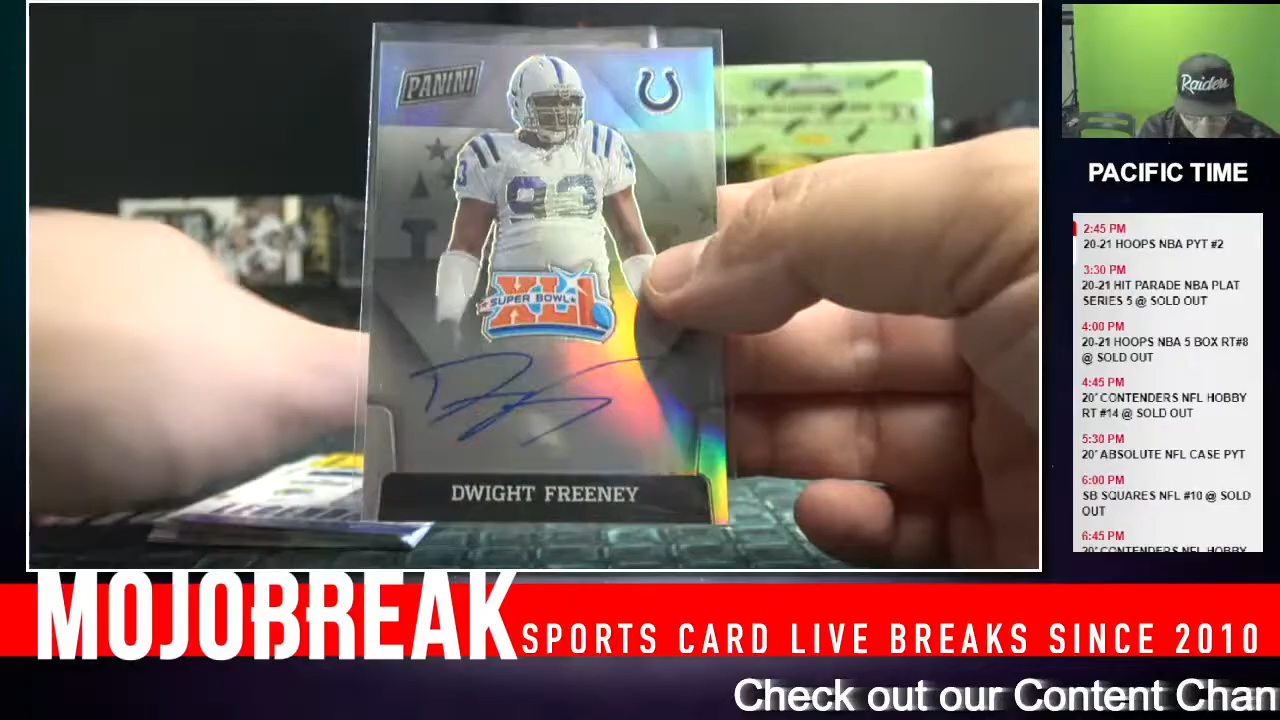 PANINI
93
SUPER BOWL
XLI
DWIGHT FREENEY
Raiders
PACIFIC TIME
2:45 PM
20-21 HOOPS NBA PYT #2
3:30 PM
20-21 HIT PARADE NBA PLAT
SERIES 5 @ SOLD OUT
4:00 PM
20-21 HOOPS NBA 5 BOX RT#8
@ SOLD OUT
4:45 PM
20' CONTENDERS NFL HOBBY
RT #14 @ SOLD OUT
5:30 PM
20' ABSOLUTE NFL CASE PYT
6:00 PM
SB SQUARES NFL #10 @ SOLD
OUT
6:45 PM
20' CONTENDERS NFL HOBBY
MOJOBREAK
SPORTS CARD LIVE BREAKS SINCE 2010
Check out our Content Chan